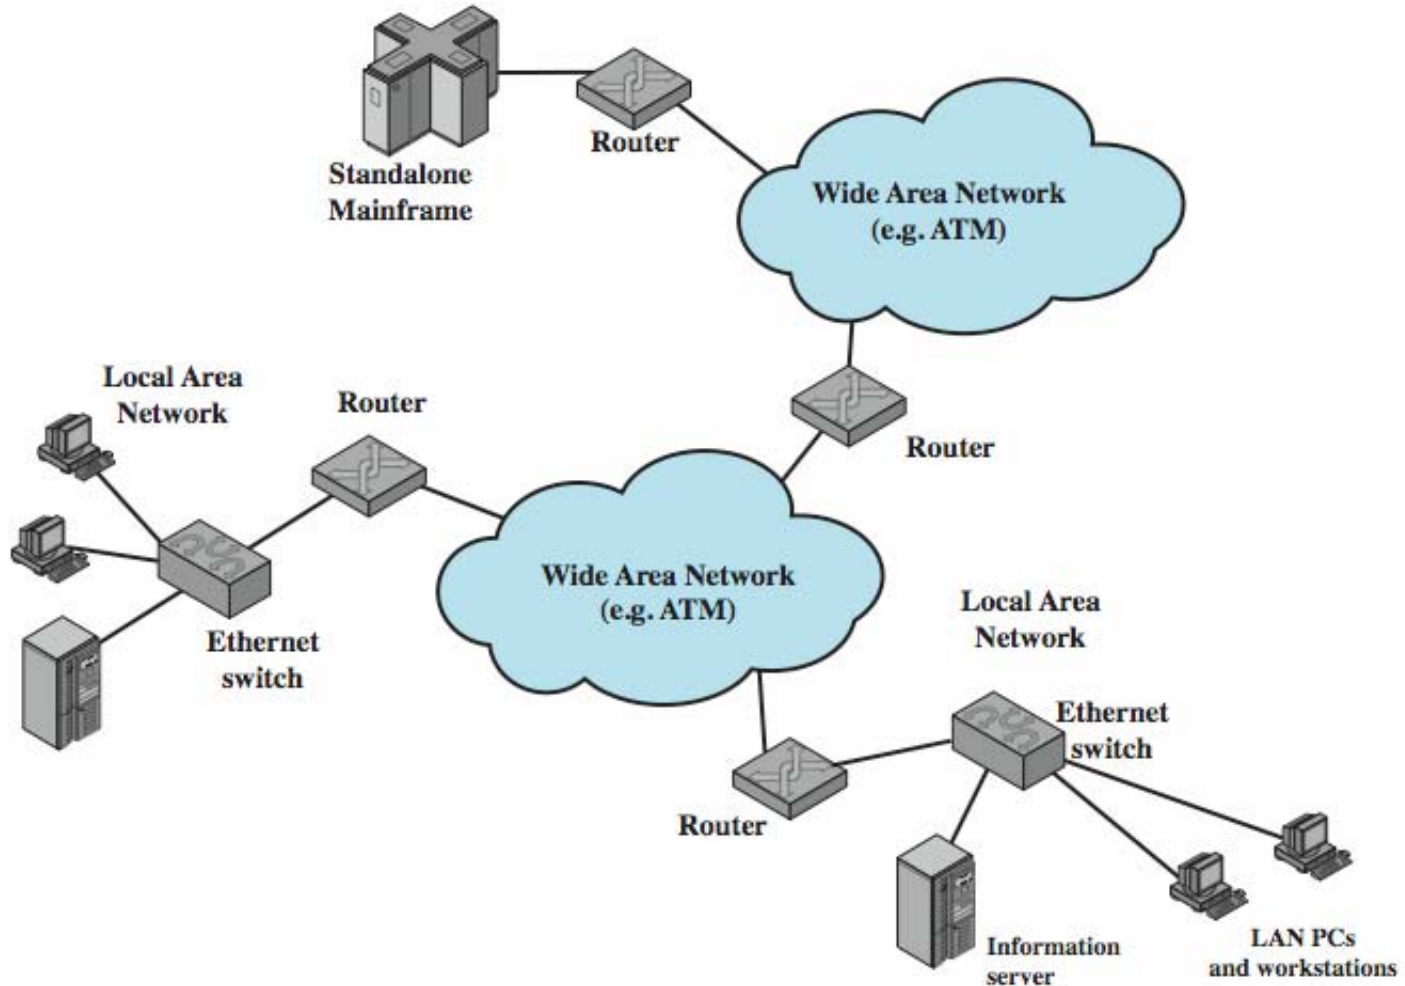 Router
Standalone
Mainframe
Wide Area Network
(e.g. ATM)
Local Area
Network
Router
Router
Ethernet
switch
Wide Area Network
(e.g. ATM)
Local Area
Network
Ethernet
switch
Router
Information
server
LAN PCs
and workstations